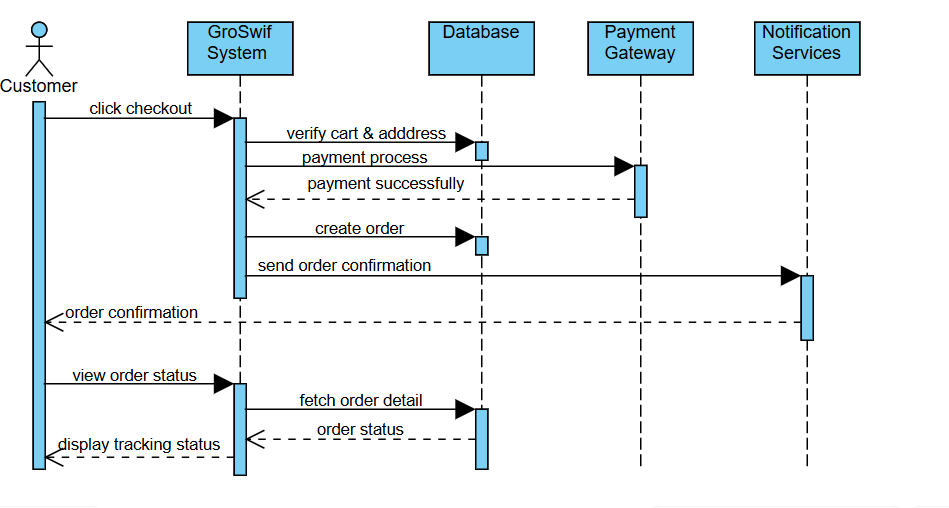 GroSwif
System
Database
Payment
Gateway
Notification
Services
Customer
click checkout
verify cart & adddress
payment process
payment successfully
create order
send order confirmation
order confirmation
view order status
fetch order detail
order status
display tracking status